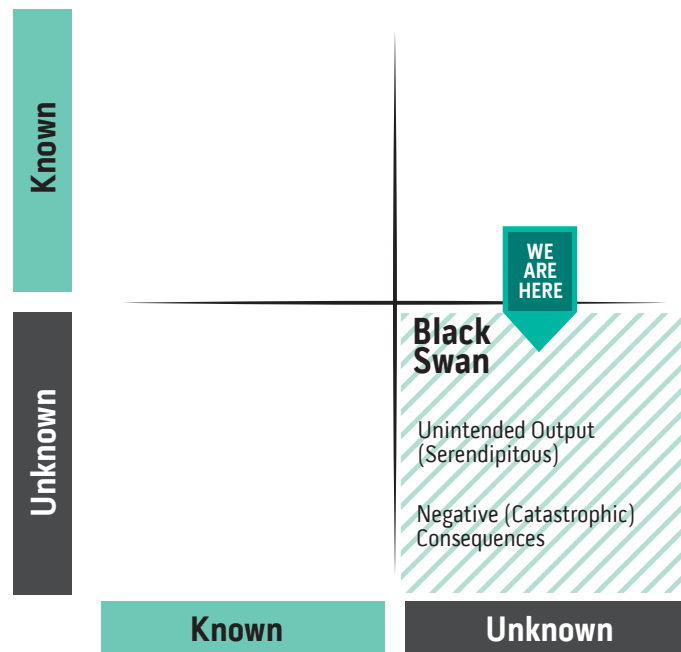 Known
WE
ARE
HERE
Black
Swan
Unintended Output
(Serendipitous)
Negative (Catastrophic)
Consequences
Unknown
Known
Unknown